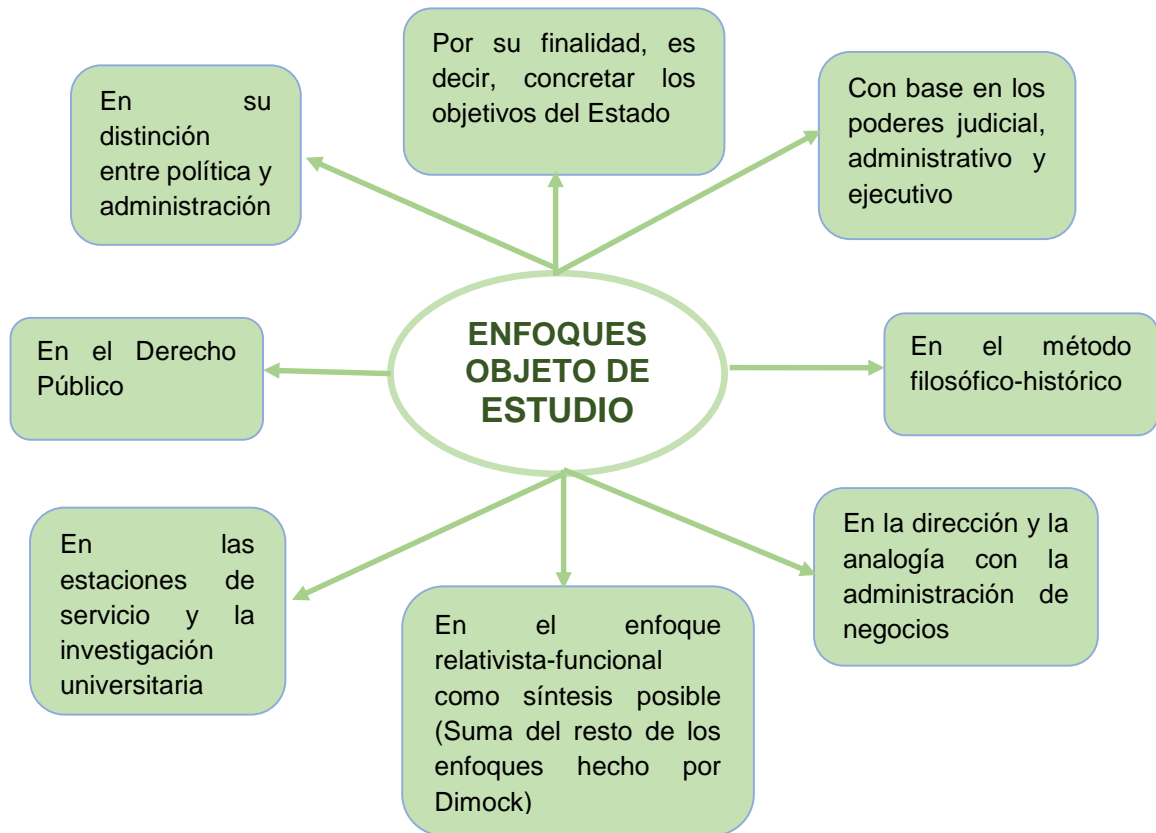 En su
distinción
entre política y
administración
Por su finalidad, es
decir, concretar los
objetivos del Estado
Con base en los
poderes judicial,
administrativo y
ejecutivo
En el Derecho
Público
ENFOQUES
OBJETO DE
ESTUDIO
En el método
filosófico-histórico
En las
estaciones de
servicio y la
investigación
universitaria
En el enfoque
relativista-funcional
como síntesis posible
(Suma del resto de los
enfoques hecho por
Dimock)
En la dirección y la
analogía con la
administración de
negocios